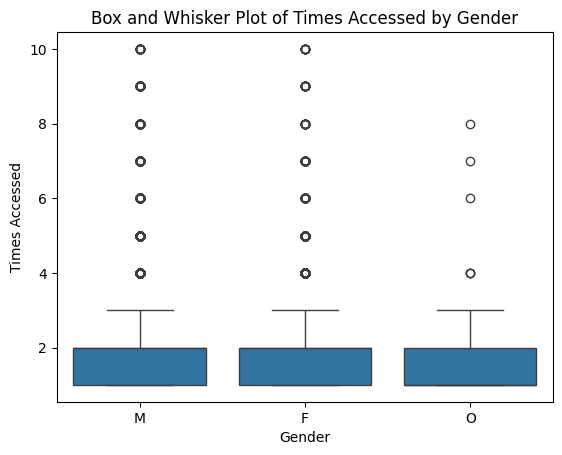 Box and Whisker Plot of Times Accessed by Gender
10
8
6
4
2
Times Accessed
M F O
Gender